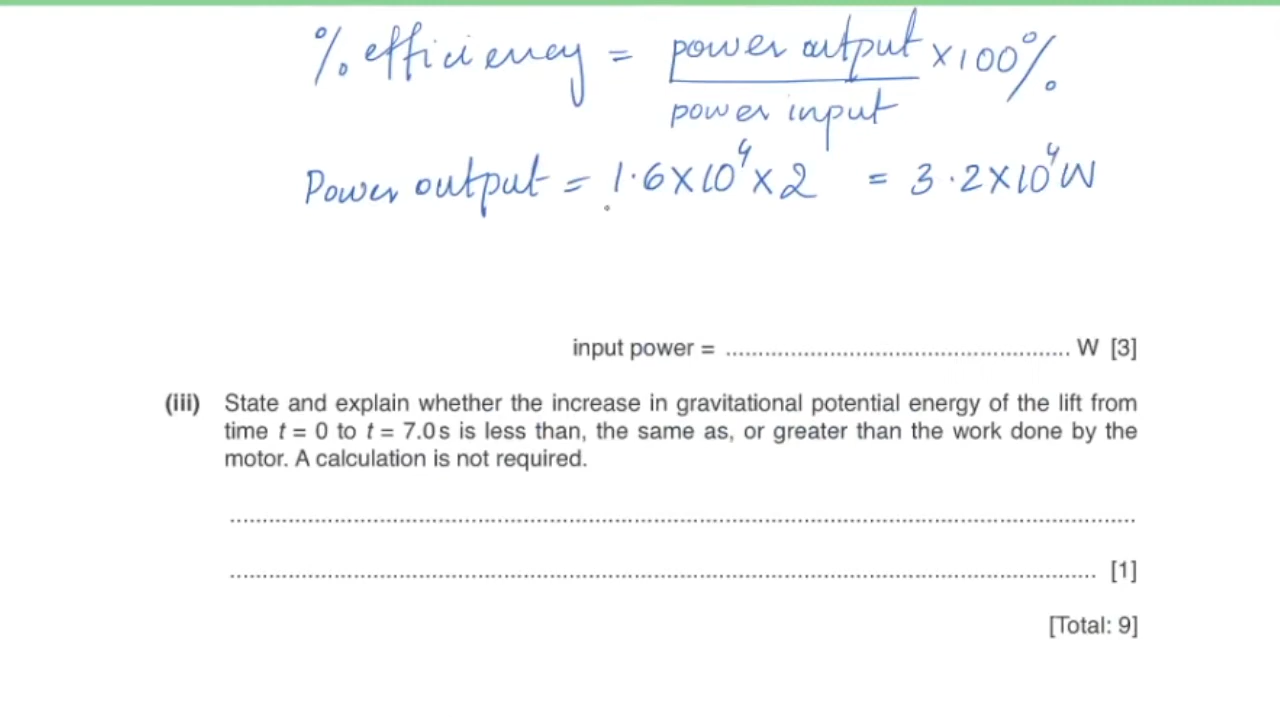 % efficiency = power output × 100%
power input
Power output = 1.6×10⁴×2 = 3.2×10⁴W
input power = ........................................................ W [3]
(iii) State and explain whether the increase in gravitational potential energy of the lift from
time t = 0 to t = 7.0 s is less than, the same as, or greater than the work done by the
motor. A calculation is not required.
..........................................................................................................................................
..................................................................................................................................... [1]
[Total: 9]